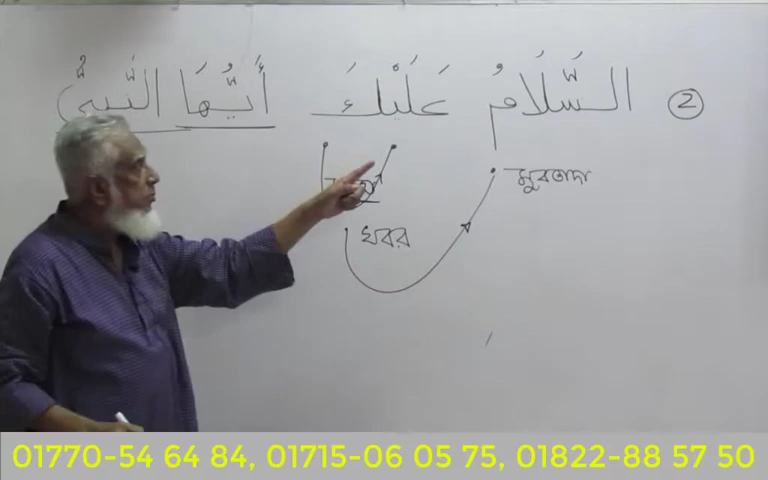 ② السَّلَامُ عَلَيْكَ أَيُّهَا النَّبِيُّ
মুবতাদা
খবর
01770-54 64 84, 01715-06 05 75, 01822-88 57 50